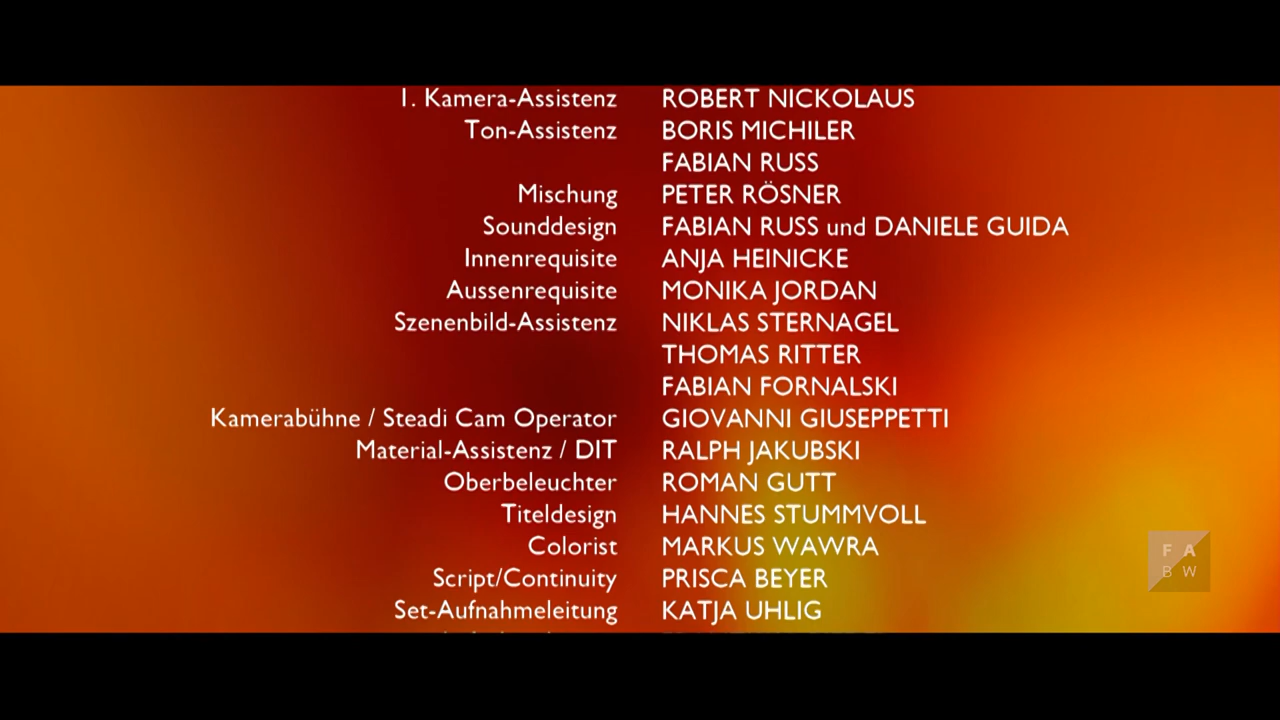 1. Kamera-Assistenz ROBERT NICKOLAUS
Ton-Assistenz BORIS MICHILER
FABIAN RUSS
Mischung PETER RÖSNER
Sounddesign FABIAN RUSS und DANIELE GUIDA
Innenrequisite ANJA HEINICKE
Aussenrequisite MONIKA JORDAN
Szenenbild-Assistenz NIKLAS STERNAGEL
THOMAS RITTER
FABIAN FORNALSKI
Kamerabühne / Steadi Cam Operator GIOVANNI GIUSEPPETTI
Material-Assistenz / DIT RALPH JAKUBSKI
Oberbeleuchter ROMAN GUTT
Titeldesign HANNES STUMMVOLL
Colorist MARKUS WAWRA
Script/Continuity PRISCA BEYER
Set-Aufnahmeleitung KATJA UHLIG
F A
B W